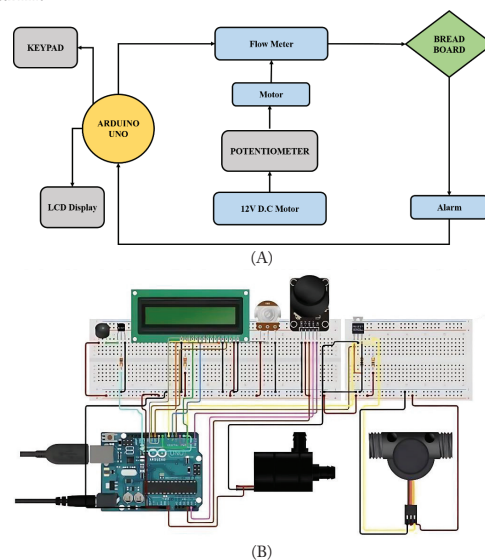 KEYPAD
Flow Meter
BREAD
BOARD
Motor
ARDUINO
UNO
POTENTIOMETER
LCD Display
12V D.C Motor
Alarm
(A)
(B)